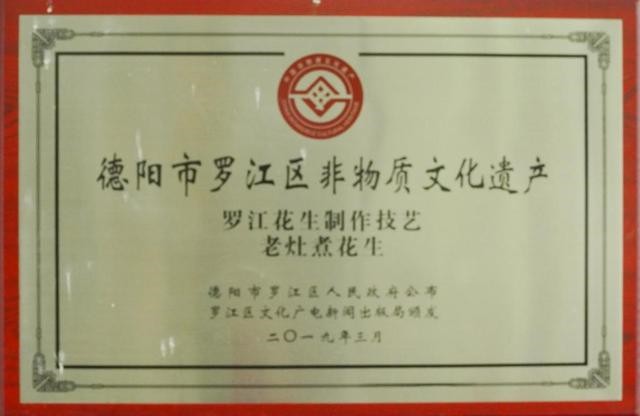 德阳市罗江区非物质文化遗产
罗江花生制作技艺
老灶煮花生
德阳市罗江区人民政府公布
罗江区文化广电新闻出版局颁发
二〇一九年三月